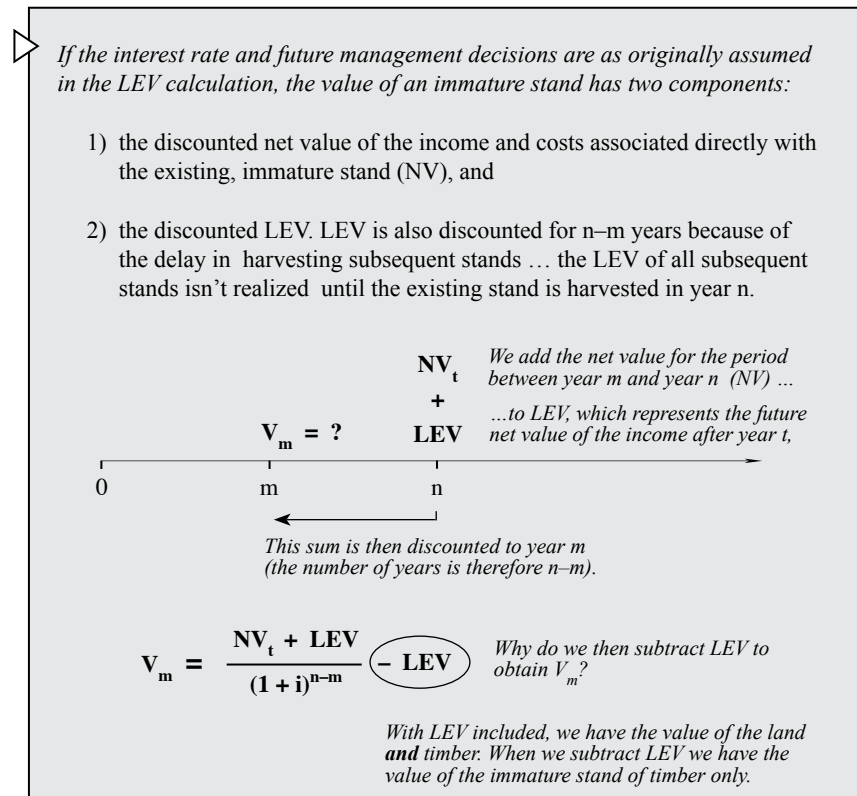 If the interest rate and future management decisions are as originally assumed
in the LEV calculation, the value of an immature stand has two components:
1) the discounted net value of the income and costs associated directly with
the existing, immature stand (NV), and
2) the discounted LEV. LEV is also discounted for n–m years because of
the delay in harvesting subsequent stands … the LEV of all subsequent
stands isn't realized until the existing stand is harvested in year n.
NVt
+
LEV
We add the net value for the period
between year m and year n (NV) …
…to LEV, which represents the future
net value of the income after year t,
Vm = ?
0 m n
This sum is then discounted to year m
(the number of years is therefore n–m).
Vm = NVt + LEV
(1 + i)n–m
– LEV
Why do we then subtract LEV to
obtain Vm?
With LEV included, we have the value of the land
and timber. When we subtract LEV we have the
value of the immature stand of timber only.